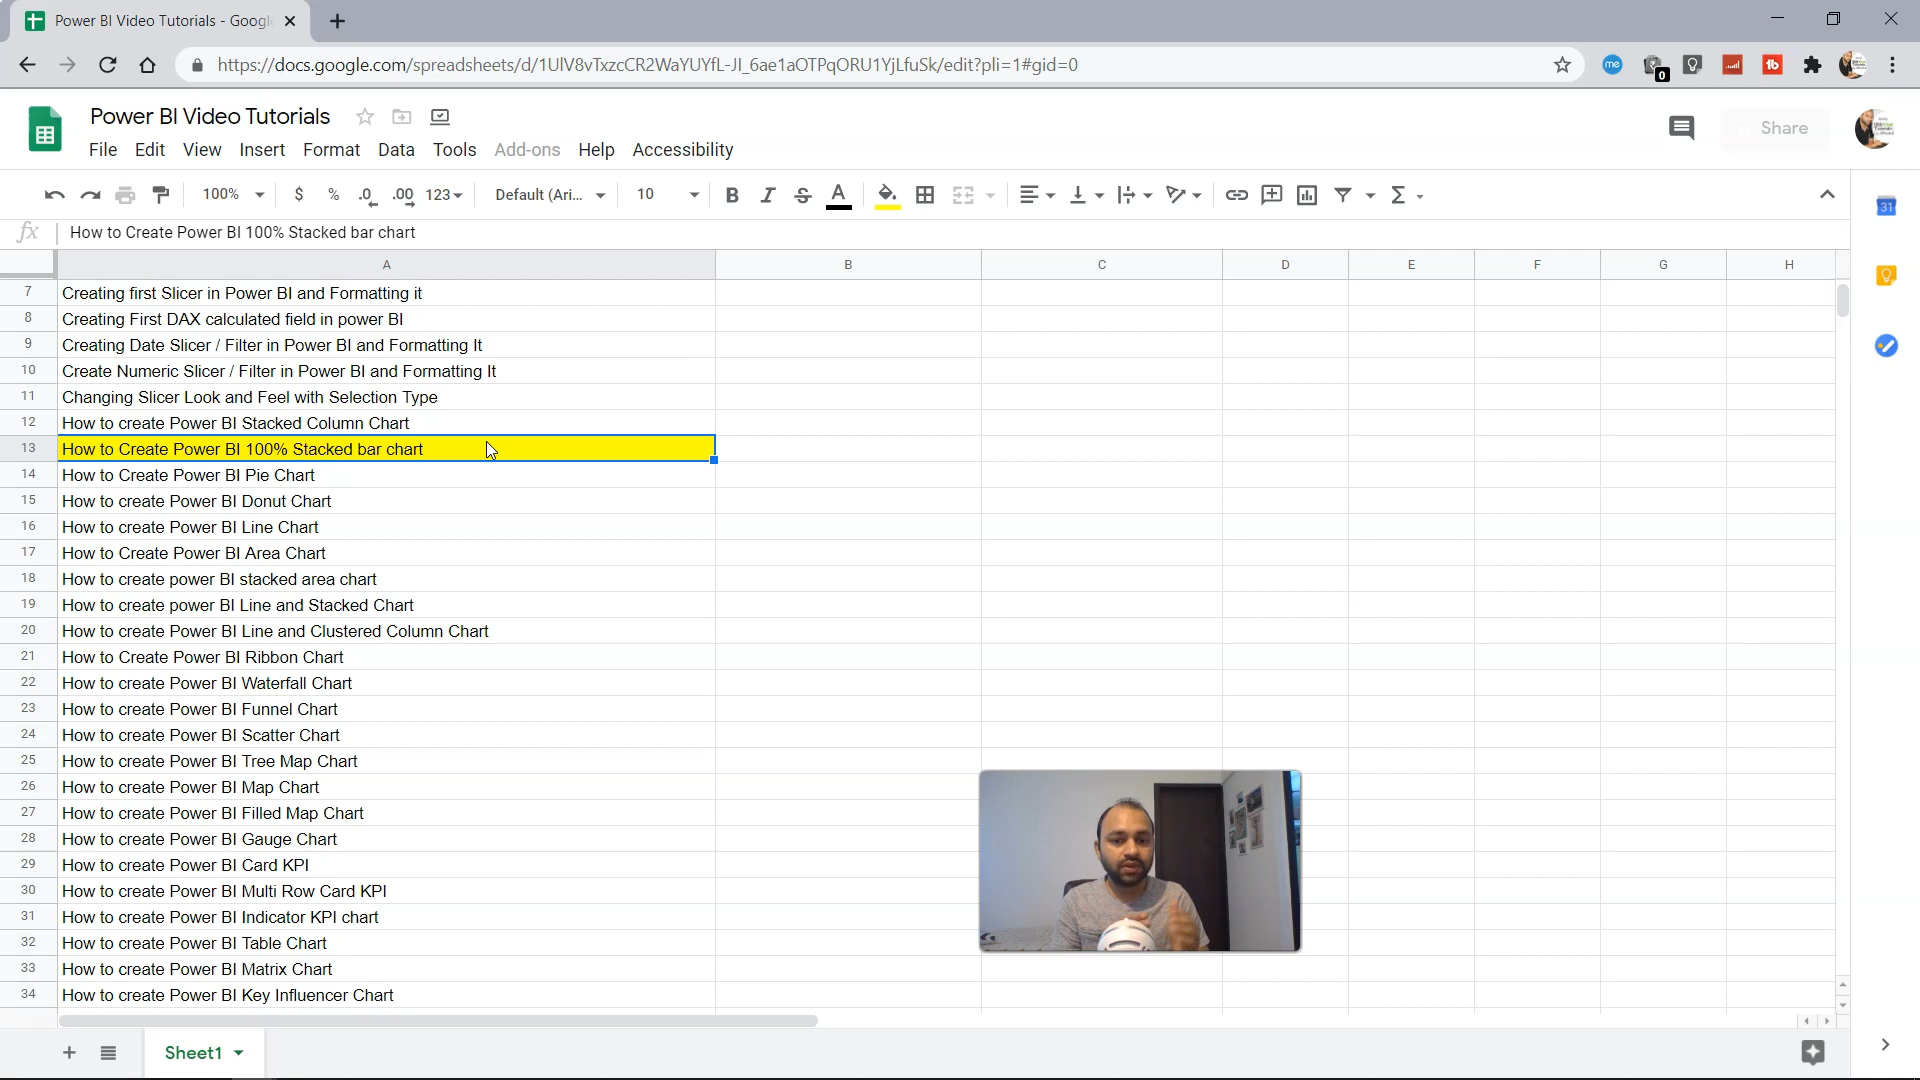 Power BI Video Tutorials - Googl
https://docs.google.com/spreadsheets/d/1UlV8vTxzcCR2WaYUYfL-JI_6ae1aOTPqORU1YjLfuSk/edit?pli=1#gid=0
me
0
tb
Power BI Video Tutorials
Share
File Edit View Insert Format Data Tools Add-ons Help Accessibility
100% $ % .0 .00 123 Default (Ari... 10 B I S A Σ
31
fx How to Create Power BI 100% Stacked bar chart
A B C D E F G H
7 Creating first Slicer in Power BI and Formatting it
8 Creating First DAX calculated field in power BI
9 Creating Date Slicer / Filter in Power BI and Formatting It
10 Create Numeric Slicer / Filter in Power BI and Formatting It
11 Changing Slicer Look and Feel with Selection Type
12 How to create Power BI Stacked Column Chart
13 How to Create Power BI 100% Stacked bar chart
14 How to Create Power BI Pie Chart
15 How to create Power BI Donut Chart
16 How to create Power BI Line Chart
17 How to Create Power BI Area Chart
18 How to create power BI stacked area chart
19 How to create power BI Line and Stacked Chart
20 How to create Power BI Line and Clustered Column Chart
21 How to Create Power BI Ribbon Chart
22 How to create Power BI Waterfall Chart
23 How to create Power BI Funnel Chart
24 How to create Power BI Scatter Chart
25 How to create Power BI Tree Map Chart
26 How to create Power BI Map Chart
27 How to create Power BI Filled Map Chart
28 How to create Power BI Gauge Chart
29 How to create Power BI Card KPI
30 How to create Power BI Multi Row Card KPI
31 How to create Power BI Indicator KPI chart
32 How to create Power BI Table Chart
33 How to create Power BI Matrix Chart
34 How to create Power BI Key Influencer Chart
Sheet1